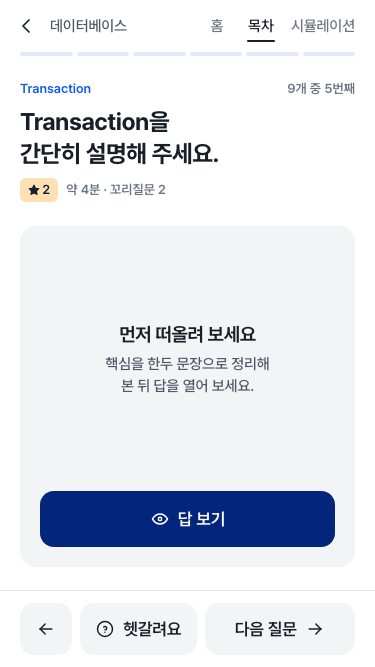 데이터베이스
홈
목차
시뮬레이션
Transaction
9개 중 5번째
Transaction을
간단히 설명해 주세요.
★ 2
약 4분 · 꼬리질문 2
먼저 떠올려 보세요
핵심을 한두 문장으로 정리해
본 뒤 답을 열어 보세요.
답 보기
헷갈려요
다음 질문